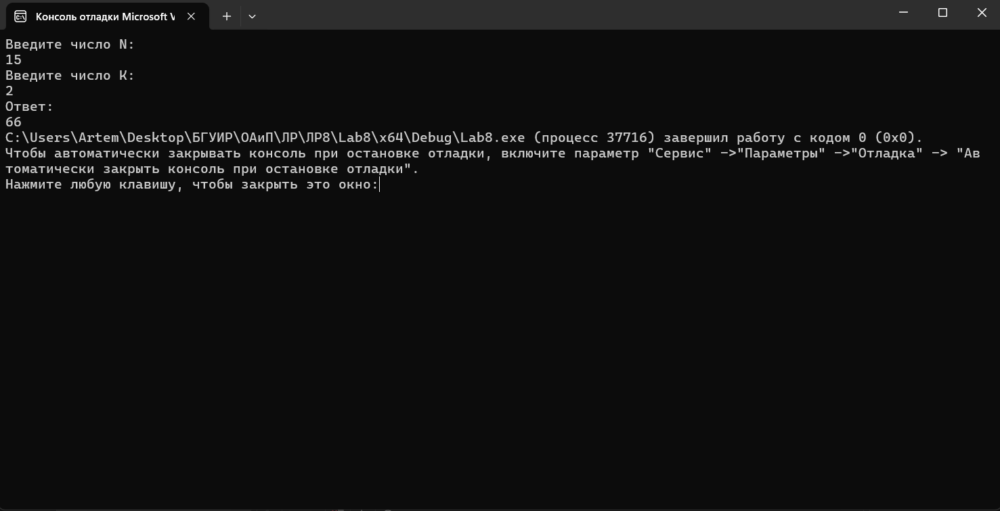 Консоль отладки Microsoft V
Введите число N:
15
Введите число K:
2
Ответ:
66
C:\Users\Artem\Desktop\БГУИР\ОАиП\ЛР\ЛР8\Lab8\x64\Debug\Lab8.exe (процесс 37716) завершил работу с кодом 0 (0x0).
Чтобы автоматически закрывать консоль при остановке отладки, включите параметр "Сервис" ->"Параметры" ->"Отладка" -> "Ав
томатически закрыть консоль при остановке отладки".
Нажмите любую клавишу, чтобы закрыть это окно: